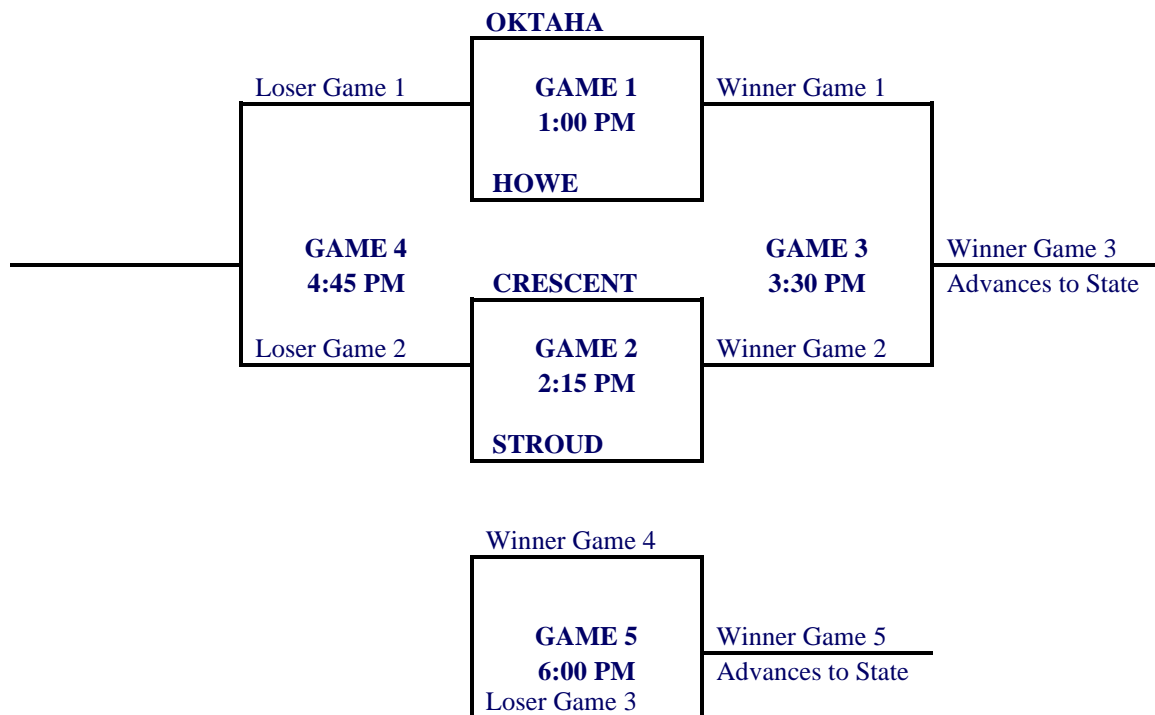 OKTAHA
Loser Game 1
GAME 1
Winner Game 1
1:00 PM
HOWE
GAME 4
GAME 3
Winner Game 3
4:45 PM
CRESCENT
3:30 PM
Advances to State
Loser Game 2
GAME 2
Winner Game 2
2:15 PM
STROUD
Winner Game 4
GAME 5
Winner Game 5
6:00 PM
Advances to State
Loser Game 3